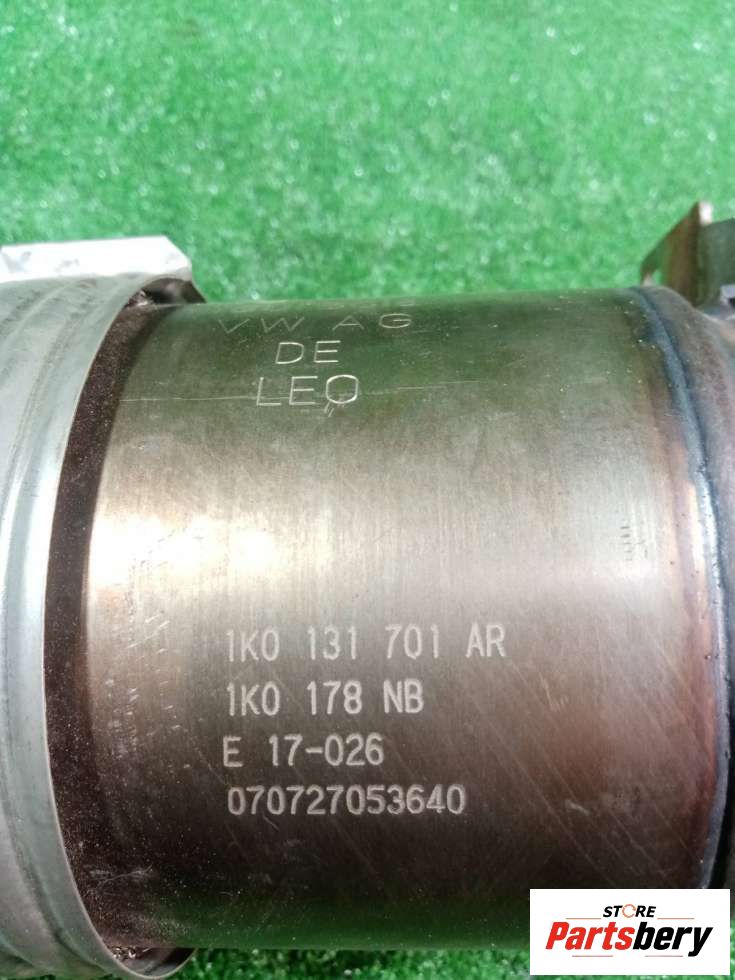 VW AG
DE
LEO
1K0 131 701 AR
1K0 178 NB
E 17-026
070727053640
STORE
Partsbery